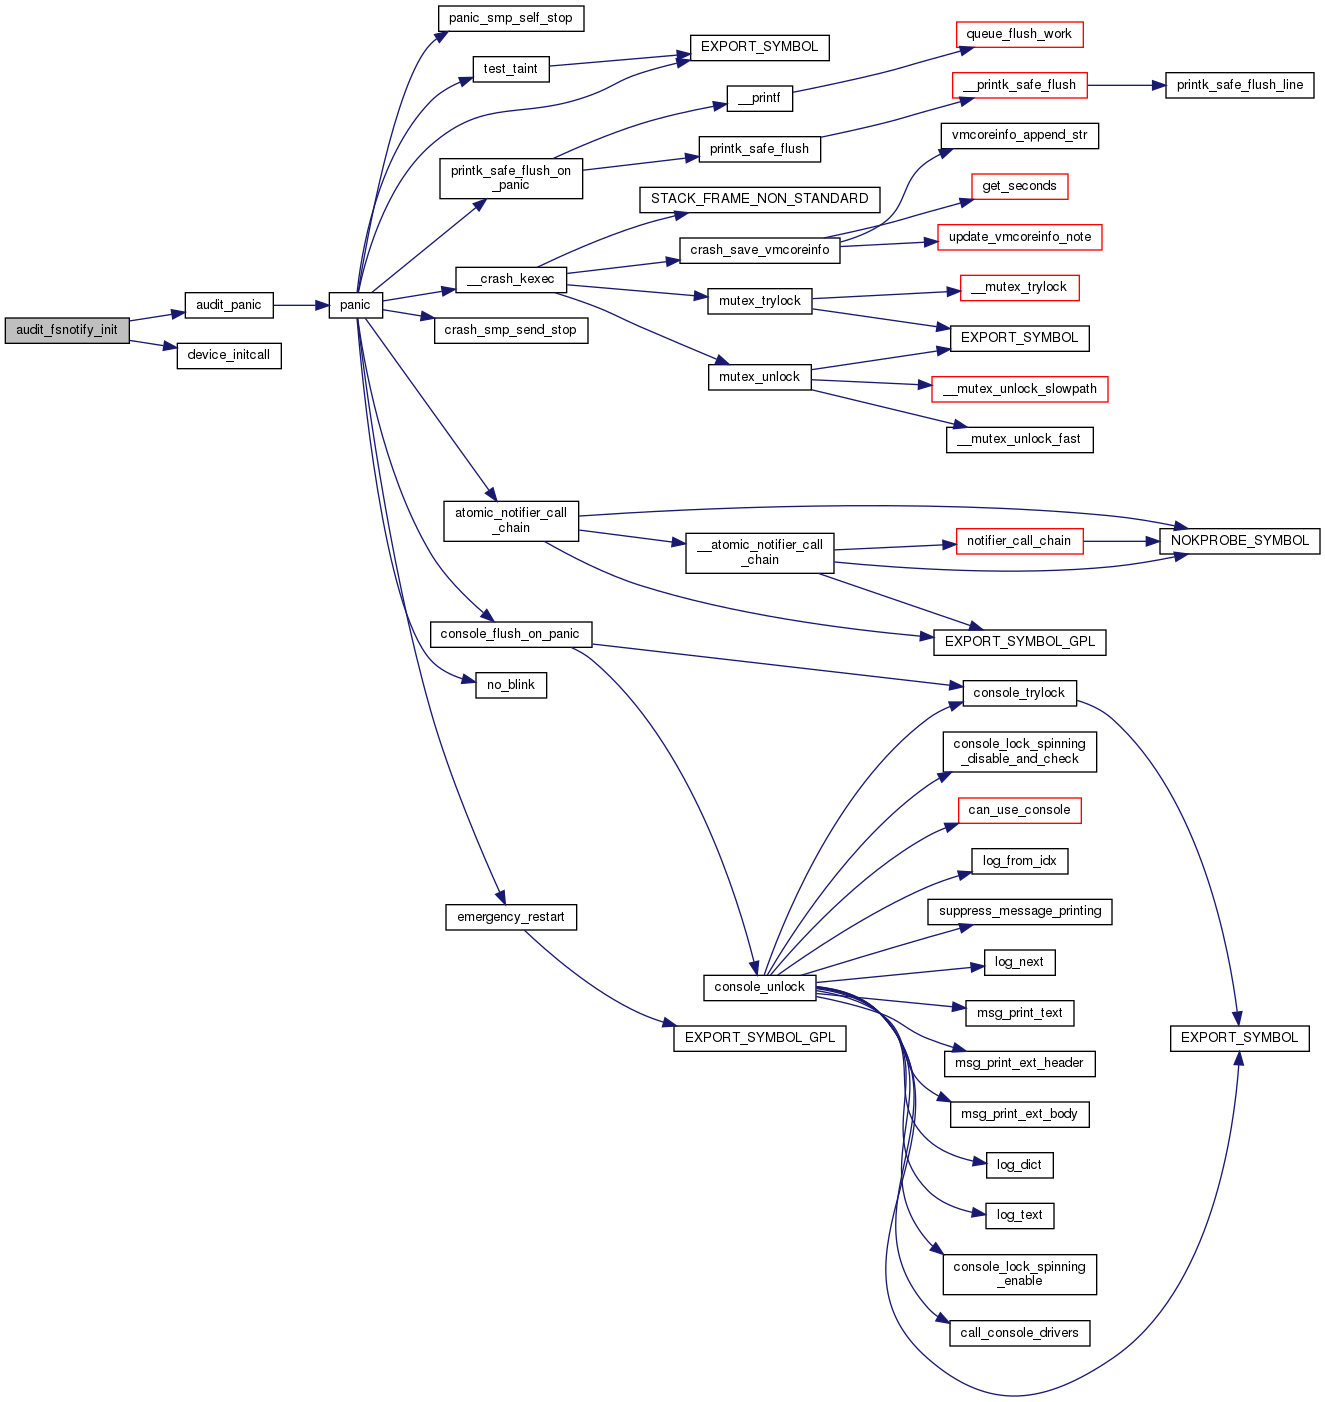 audit_fsnotify_init
audit_panic
device_initcall
panic
panic_smp_self_stop
test_taint
EXPORT_SYMBOL
printk_safe_flush_on
_panic
__printf
queue_flush_work
printk_safe_flush
__printk_safe_flush
printk_safe_flush_line
__crash_kexec
STACK_FRAME_NON_STANDARD
crash_save_vmcoreinfo
vmcoreinfo_append_str
get_seconds
update_vmcoreinfo_note
mutex_trylock
__mutex_trylock
EXPORT_SYMBOL
mutex_unlock
__mutex_unlock_slowpath
__mutex_unlock_fast
crash_smp_send_stop
atomic_notifier_call
_chain
__atomic_notifier_call
_chain
notifier_call_chain
NOKPROBE_SYMBOL
EXPORT_SYMBOL_GPL
console_flush_on_panic
no_blink
console_trylock
console_lock_spinning
_disable_and_check
can_use_console
log_from_idx
suppress_message_printing
emergency_restart
console_unlock
log_next
msg_print_text
EXPORT_SYMBOL_GPL
EXPORT_SYMBOL
msg_print_ext_header
msg_print_ext_body
log_dict
log_text
console_lock_spinning
_enable
call_console_drivers